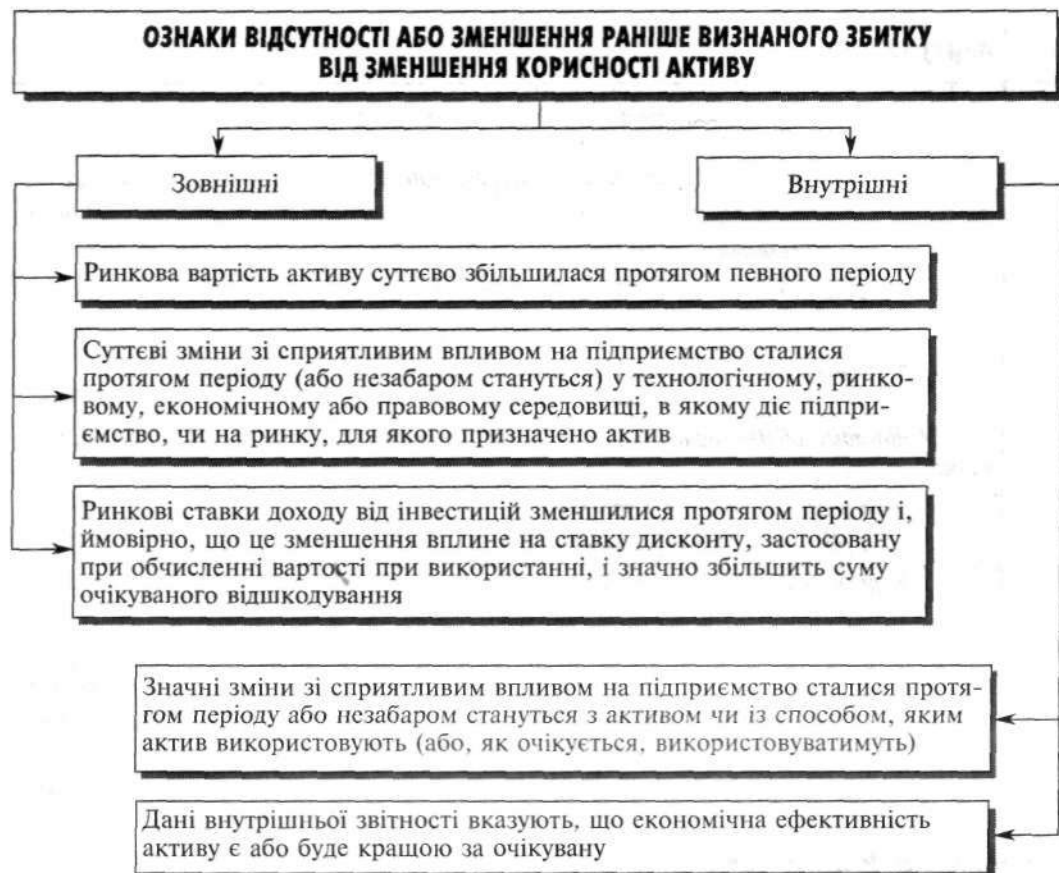 ОЗНАКИ ВІДСУТНОСТІ АБО ЗМЕНШЕННЯ РАНІШЕ ВИЗНАНОГО ЗБИТКУ
ВІД ЗМЕНШЕННЯ КОРИСНОСТІ АКТИВУ
Зовнішні
Внутрішні
Ринкова вартість активу суттєво збільшилася протягом певного періоду
Суттєві зміни зі сприятливим впливом на підприємство сталися
протягом періоду (або незабаром стануться) у технологічному, ринко-
вому, економічному або правовому середовищі, в якому діє підпри-
ємство, чи на ринку, для якого призначено актив
Ринкові ставки доходу від інвестицій зменшилися протягом періоду і,
ймовірно, що це зменшення вплине на ставку дисконту, застосовану
при обчисленні вартості при використанні, і значно збільшить суму
очікуваного відшкодування
Значні зміни зі сприятливим впливом на підприємство сталися протя-
гом періоду або незабаром стануться з активом чи із способом, яким
актив використовують (або, як очікується, використовуватимуть)
Дані внутрішньої звітності вказують, що економічна ефективність
активу є або буде кращою за очікувану